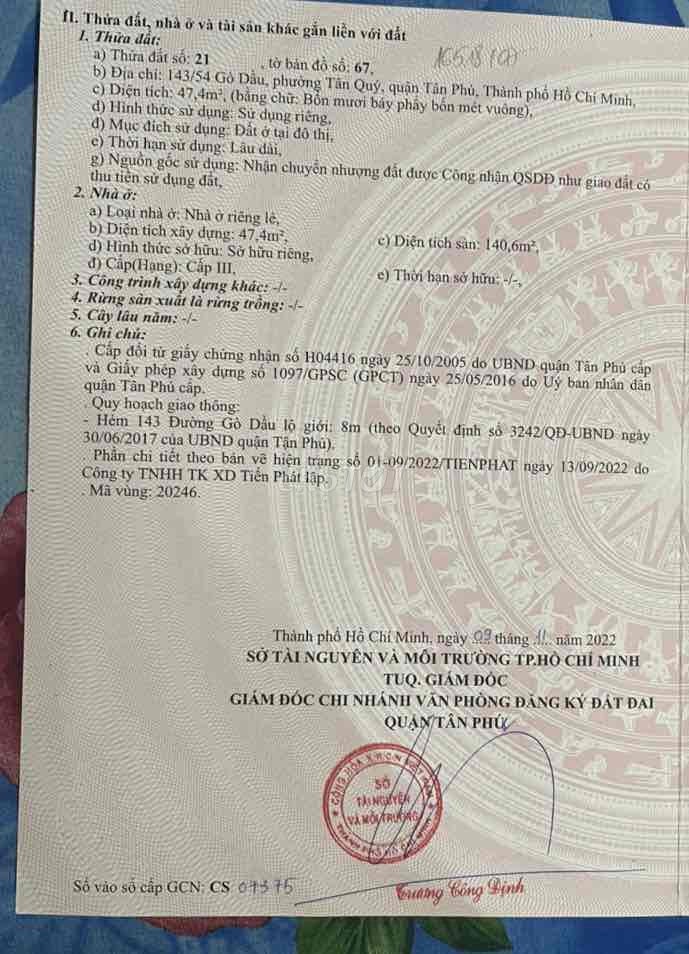 II. Thửa đất, nhà ở và tài sản khác gắn liền với đất
1. Thửa đất:
a) Thửa đất số: 21 , tờ bản đồ số: 67,
b) Địa chỉ: 143/54 Gò Dầu, phường Tân Quý, quận Tân Phú, Thành phố Hồ Chí Minh,
c) Diện tích: 47,4m², (bằng chữ: Bốn mươi bảy phẩy bốn mét vuông),
d) Hình thức sử dụng: Sử dụng riêng,
đ) Mục đích sử dụng: Đất ở tại đô thị,
e) Thời hạn sử dụng: Lâu dài,
g) Nguồn gốc sử dụng: Nhận chuyển nhượng đất được Công nhận QSDĐ như giao đất có
thu tiền sử dụng đất,
2. Nhà ở:
a) Loại nhà ở: Nhà ở riêng lẻ,
b) Diện tích xây dựng: 47,4m², c) Diện tích sàn: 140,6m²,
d) Hình thức sở hữu: Sở hữu riêng,
đ) Cấp(Hạng): Cấp III, e) Thời hạn sở hữu: -/-,
3. Công trình xây dựng khác: -/-
4. Rừng sản xuất là rừng trồng: -/-
5. Cây lâu năm: -/-
6. Ghi chú:
. Cấp đổi từ giấy chứng nhận số H04416 ngày 25/10/2005 do UBND quận Tân Phú cấp
và Giấy phép xây dựng số 1097/GPSC (GPCT) ngày 25/05/2016 do Uỷ ban nhân dân
quận Tân Phú cấp.
. Quy hoạch giao thông:
- Hẻm 143 Đường Gò Dầu lộ giới: 8m (theo Quyết định số 3242/QĐ-UBND ngày
30/06/2017 của UBND quận Tân Phú).
. Phần chi tiết theo bản vẽ hiện trạng số 01-09/2022/TIENPHAT ngày 13/09/2022 do
Công ty TNHH TK XD Tiến Phát lập.
. Mã vùng: 20246.
Thành phố Hồ Chí Minh, ngày 09 tháng 11 năm 2022
SỞ TÀI NGUYÊN VÀ MÔI TRƯỜNG TP.HỒ CHÍ MINH
TUQ. GIÁM ĐỐC
GIÁM ĐỐC CHI NHÁNH VĂN PHÒNG ĐĂNG KÝ ĐẤT ĐAI
QUẬN TÂN PHÚ
SỞ
TÀI NGUYÊN
VÀ MÔI TRƯỜNG
Số vào sổ cấp GCN: CS 07375
Trương Công Định